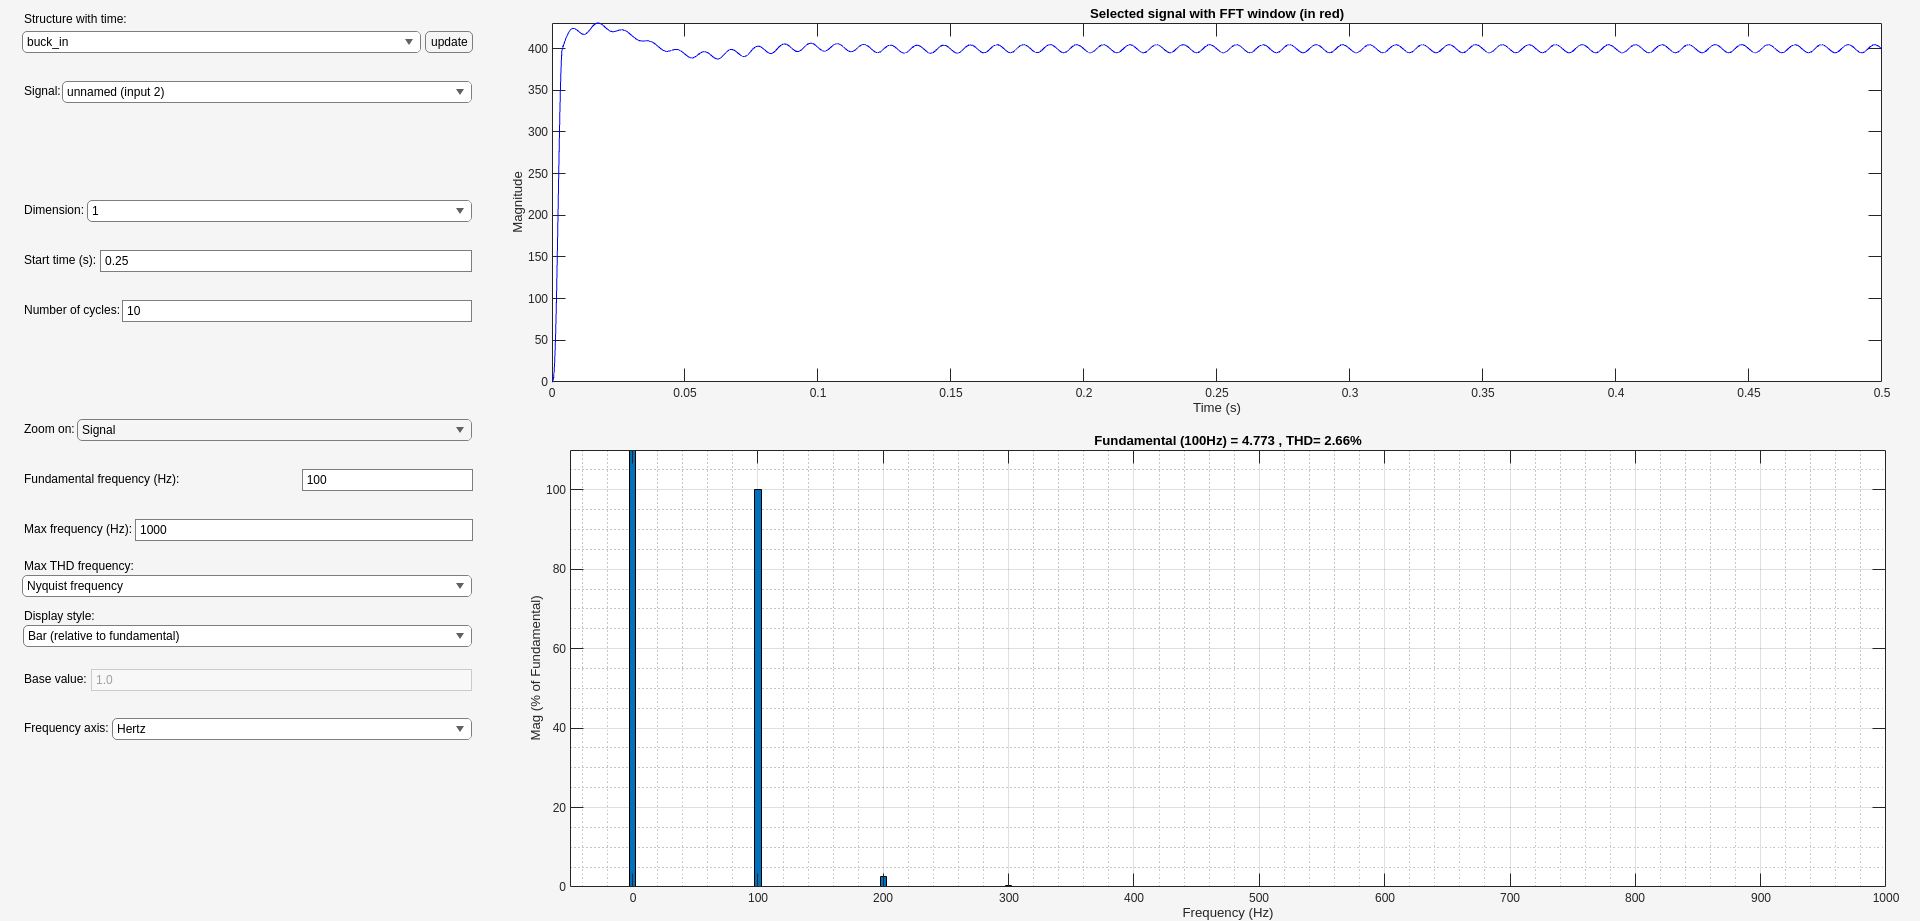 Structure with time:
buck_in
update
Signal: unnamed (input 2)
Dimension: 1
Start time (s): 0.25
Number of cycles: 10
Zoom on: Signal
Fundamental frequency (Hz): 100
Max frequency (Hz): 1000
Max THD frequency:
Nyquist frequency
Display style:
Bar (relative to fundamental)
Base value: 1.0
Frequency axis: Hertz
Selected signal with FFT window (in red)
Magnitude
400
350
300
250
200
150
100
50
0
0 0.05 0.1 0.15 0.2 0.25 0.3 0.35 0.4 0.45 0.5
Time (s)
Fundamental (100Hz) = 4.773 , THD= 2.66%
Mag (% of Fundamental)
100
80
60
40
20
0
0 100 200 300 400 500 600 700 800 900 1000
Frequency (Hz)